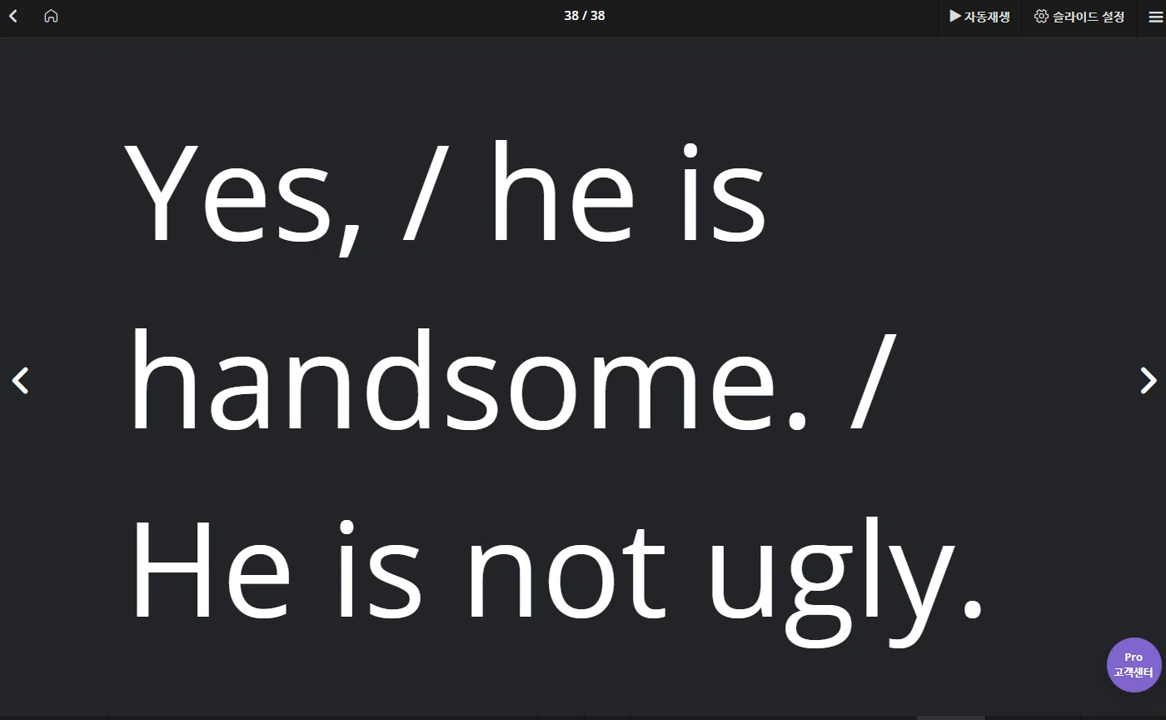 38 / 38
자동재생
슬라이드 설정
Yes, / he is
handsome. /
He is not ugly.
Pro
고객센터